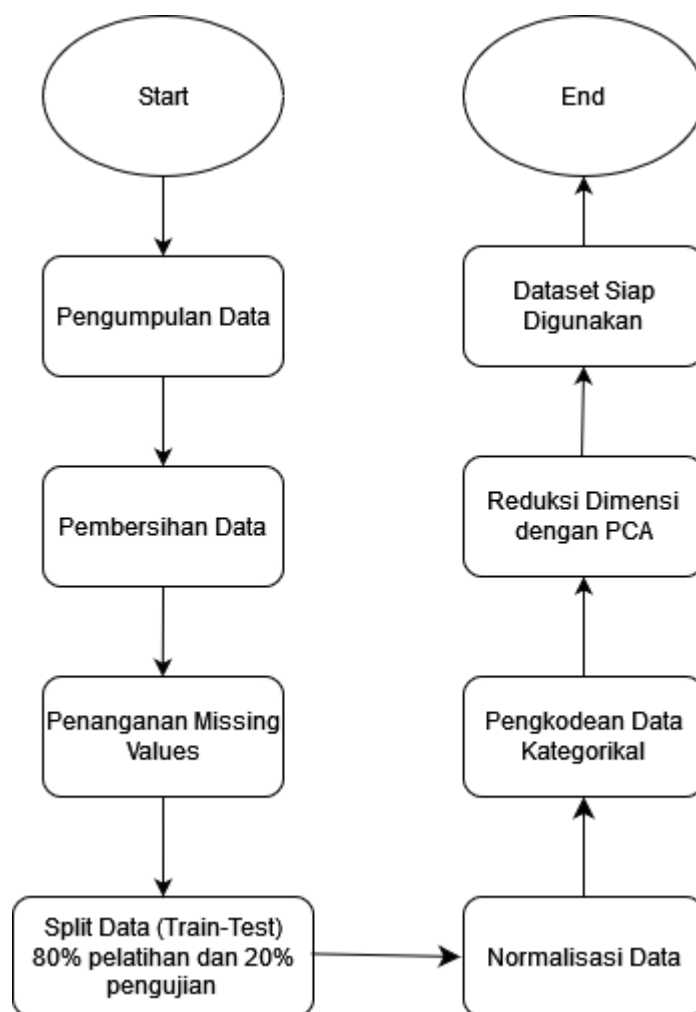 Start
Pengumpulan Data
Pembersihan Data
Penanganan Missing
Values
Split Data (Train-Test)
80% pelatihan dan 20%
pengujian
Normalisasi Data
Pengkodean Data
Kategorikal
Reduksi Dimensi
dengan PCA
Dataset Siap
Digunakan
End